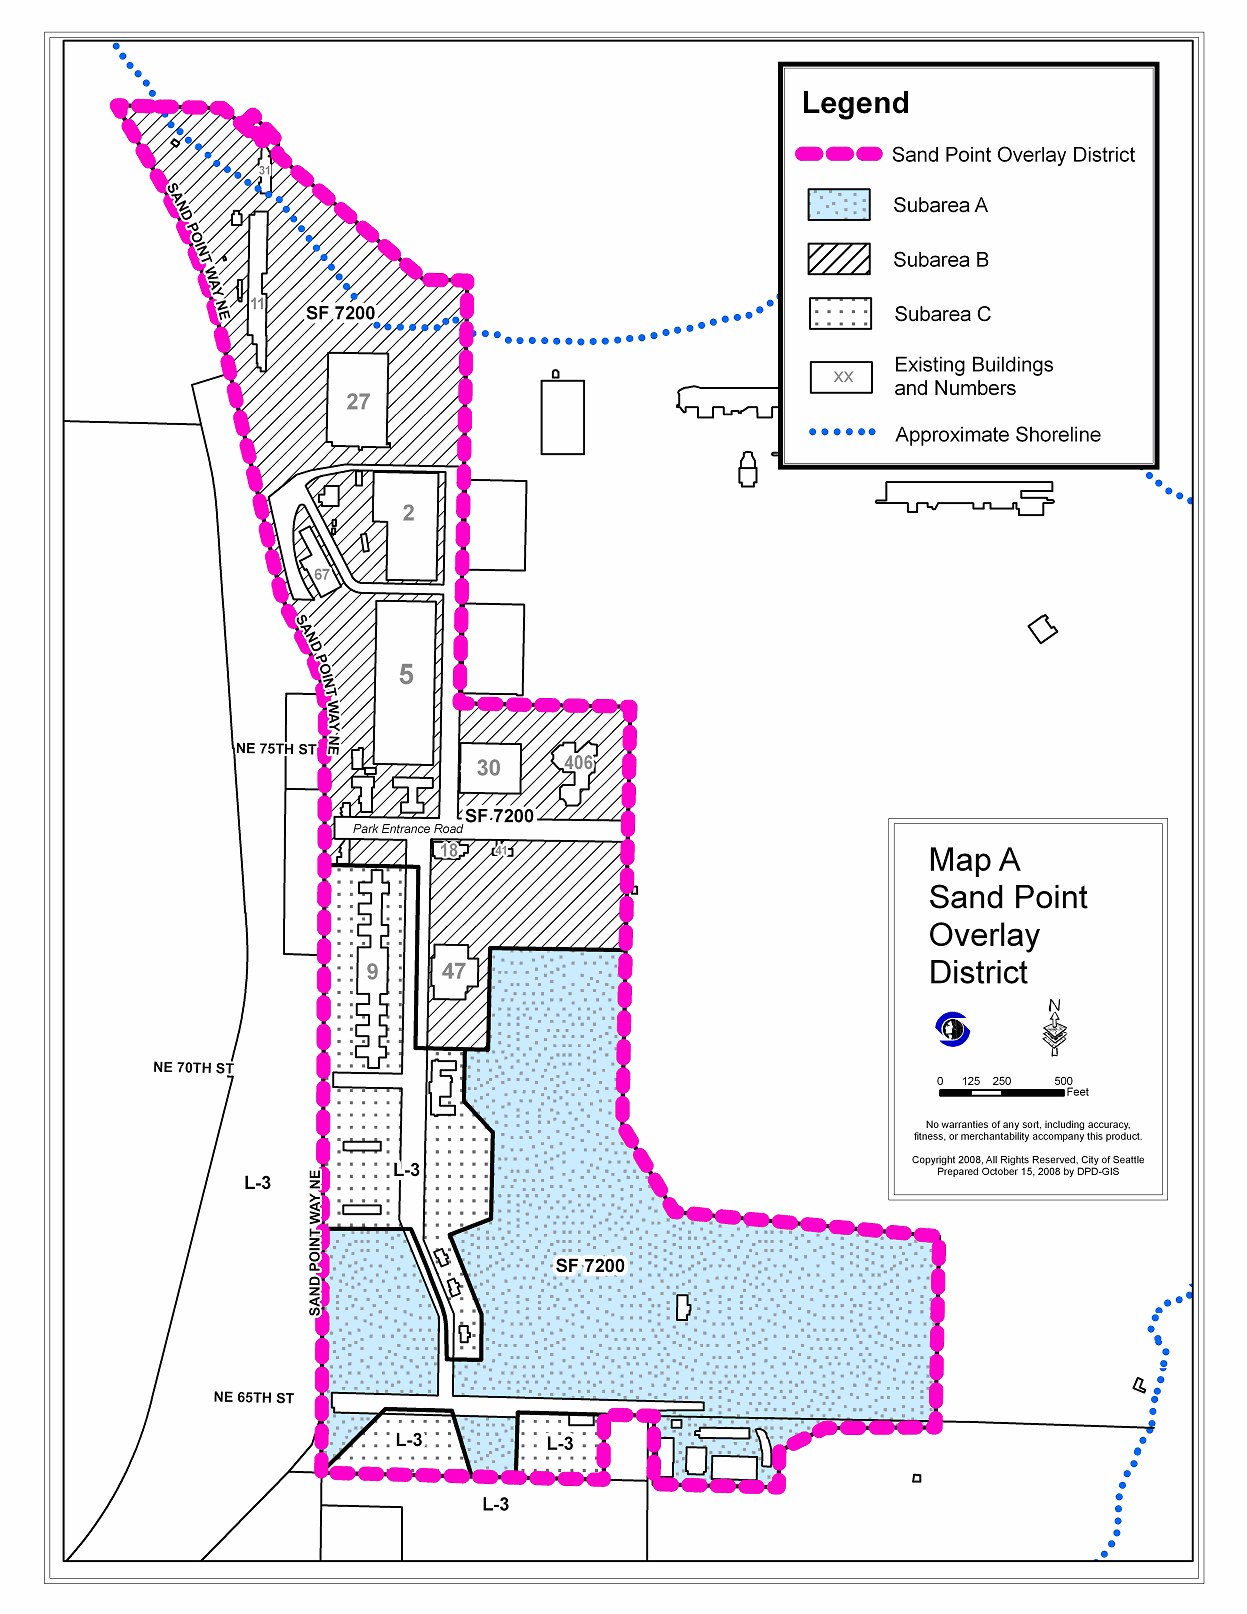 Legend
Sand Point Overlay District
Subarea A
Subarea B
Subarea C
XX
Existing Buildings
and Numbers
Approximate Shoreline
31
SAND POINT WAY NE
11
SF 7200
27
2
67
SAND POINT WAY NE
5
NE 75TH ST
30
406
SF 7200
Park Entrance Road
18
41
9
47
NE 70TH ST
L-3
L-3
SAND POINT WAY NE
SF 7200
NE 65TH ST
L-3
L-3
L-3
Map A
Sand Point
Overlay
District
N
0 125 250 500
Feet
No warranties of any sort, including accuracy,
fitness, or merchantability accompany this product.
Copyright 2008, All Rights Reserved, City of Seattle
Prepared October 15, 2008 by DPD-GIS